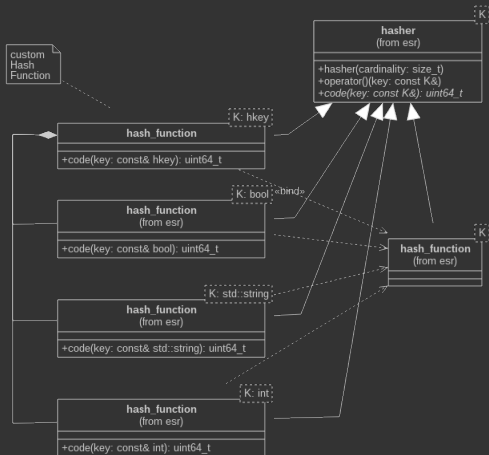 K
hasher
(from esr)
+hasher(cardinality: size_t)
+operator()(key: const K&)
+code(key: const K&): uint64_t
custom
Hash
Function
K: hkey
hash_function
+code(key: const& hkey): uint64_t
K: bool
«bind»
hash_function
(from esr)
+code(key: const& bool): uint64_t
K
hash_function
(from esr)
K: std::string
hash_function
(from esr)
+code(key: const& std::string): uint64_t
K: int
hash_function
(from esr)
+code(key: const& int): uint64_t